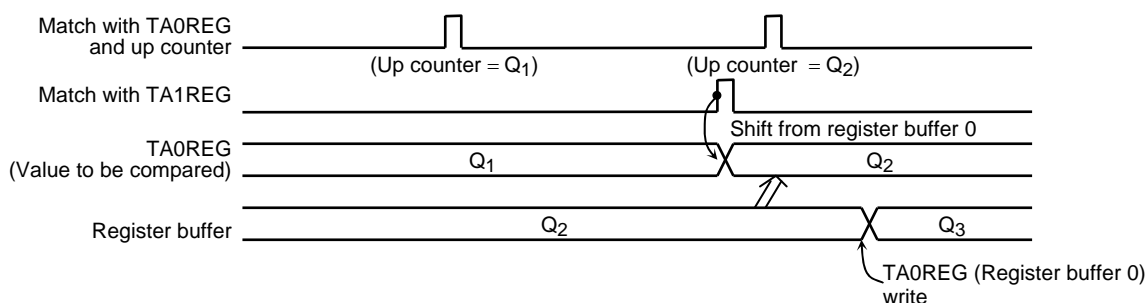 Match with TA0REG
and up counter
(Up counter = Q1)
(Up counter = Q2)
Match with TA1REG
Shift from register buffer 0
TA0REG
(Value to be compared)
Q1
Q2
Register buffer
Q2
Q3
TA0REG (Register buffer 0)
write